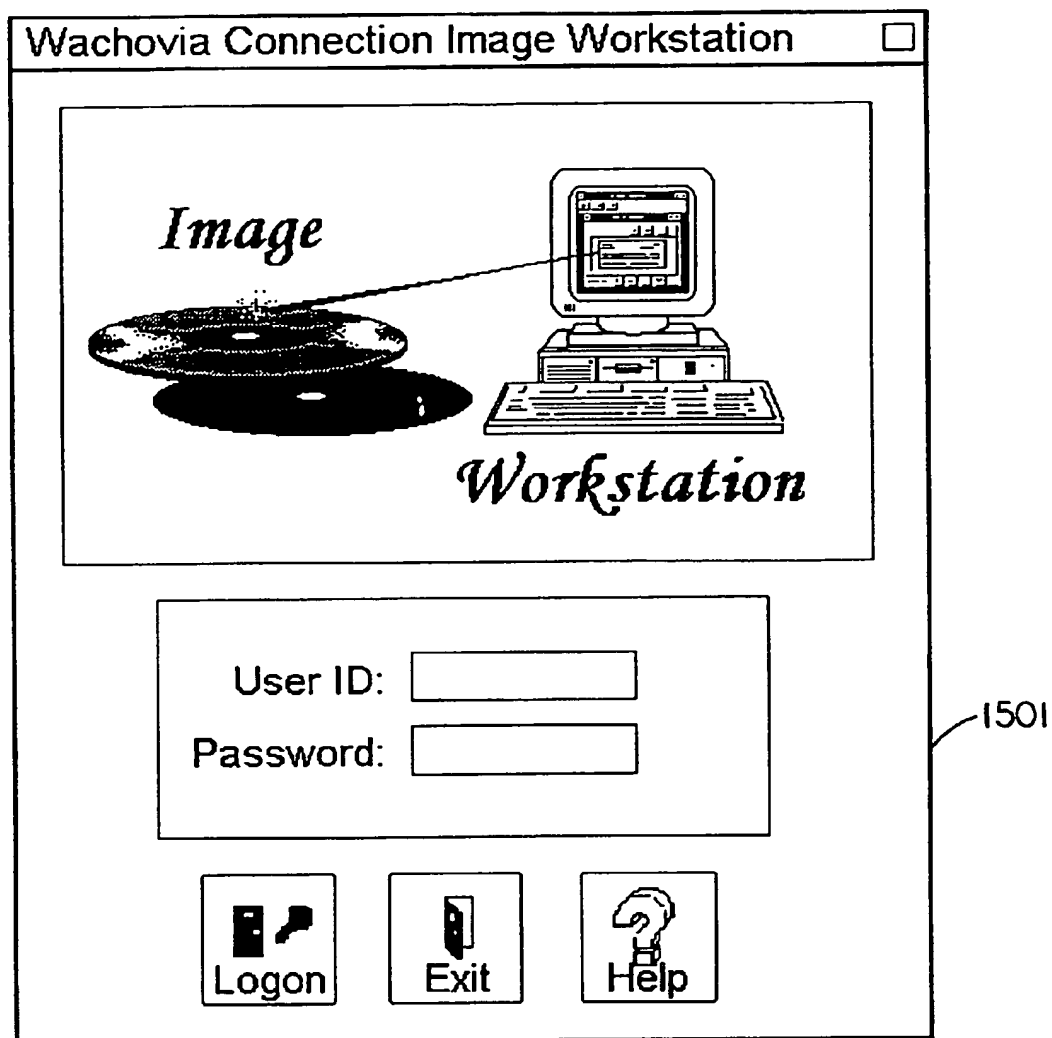 Wachovia Connection Image Workstation
Image
Workstation
User ID:
Password:
1501
Logon
Exit
Help